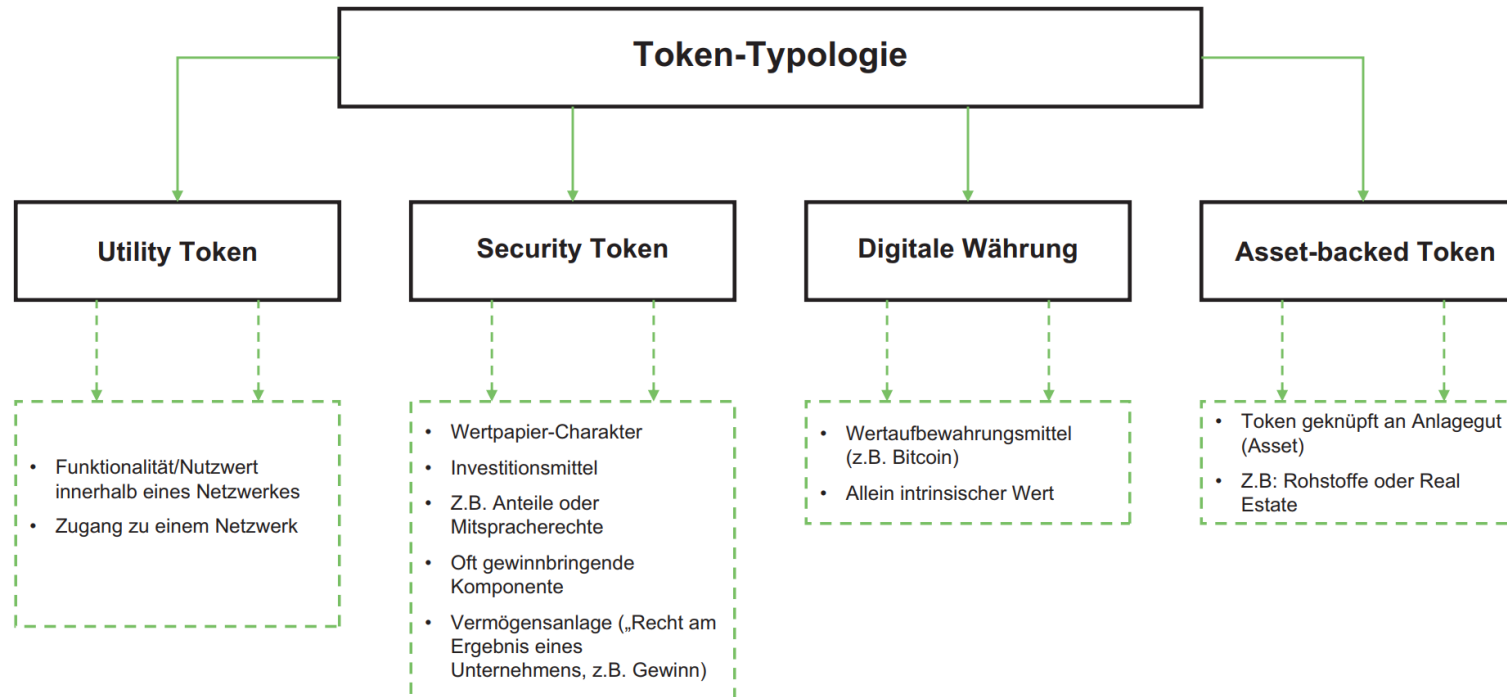 Token-Typologie
Utility Token
Security Token
Digitale Währung
Asset-backed Token
• Funktionalität/Nutzwert
innerhalb eines Netzwerkes
• Zugang zu einem Netzwerk
• Wertpapier-Charakter
• Investitionsmittel
• Z.B. Anteile oder
Mitspracherechte
• Oft gewinnbringende
Komponente
• Vermögensanlage („Recht am
Ergebnis eines
Unternehmens, z.B. Gewinn)
• Wertaufbewahrungsmittel
(z.B. Bitcoin)
• Allein intrinsischer Wert
• Token geknüpft an Anlagegut
(Asset)
• Z.B: Rohstoffe oder Real
Estate